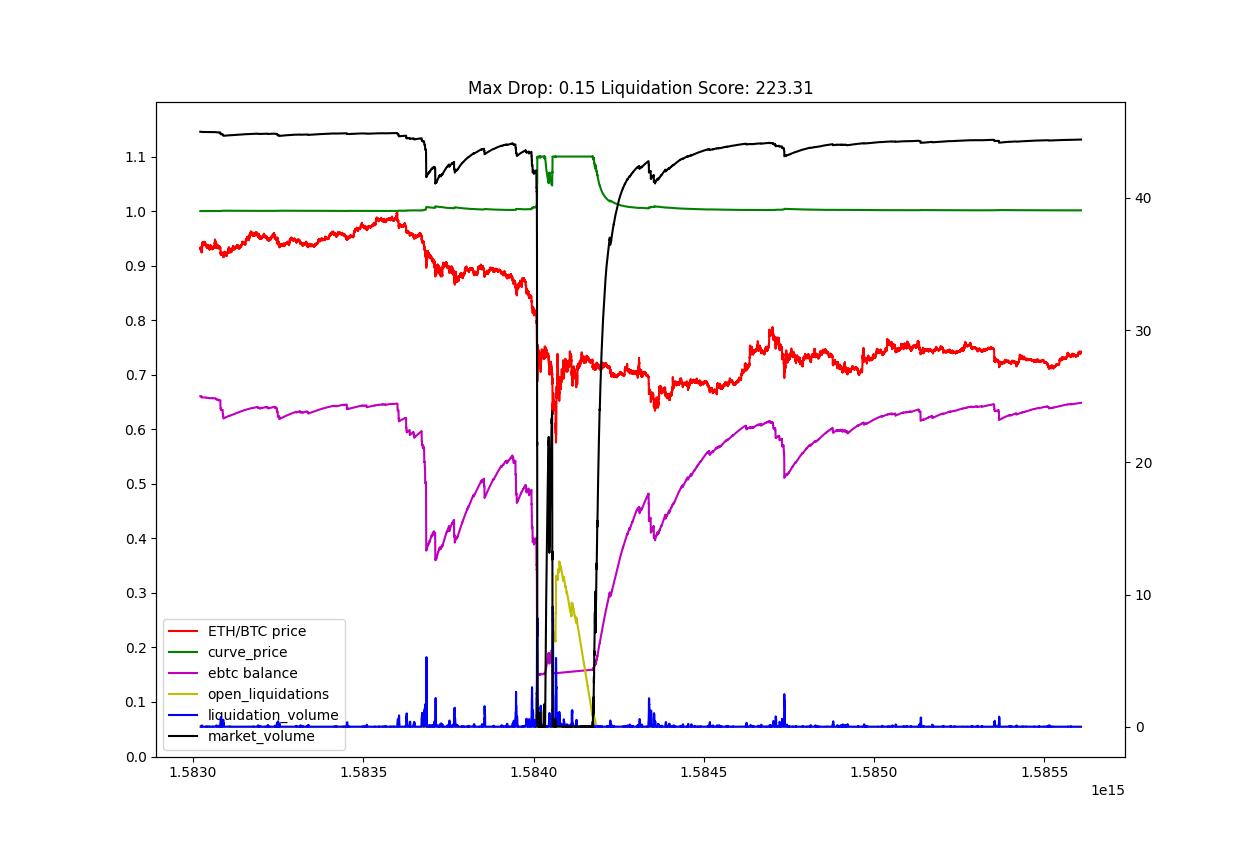 Max Drop: 0.15 Liquidation Score: 223.31
1.1
1.0
0.9
0.8
0.7
0.6
0.5
0.4
0.3
0.2
0.1
0.0
40
30
20
10
0
ETH/BTC price
curve_price
ebtc balance
open_liquidations
liquidation_volume
market_volume
1.5830 1.5835 1.5840 1.5845 1.5850 1.5855
1e15